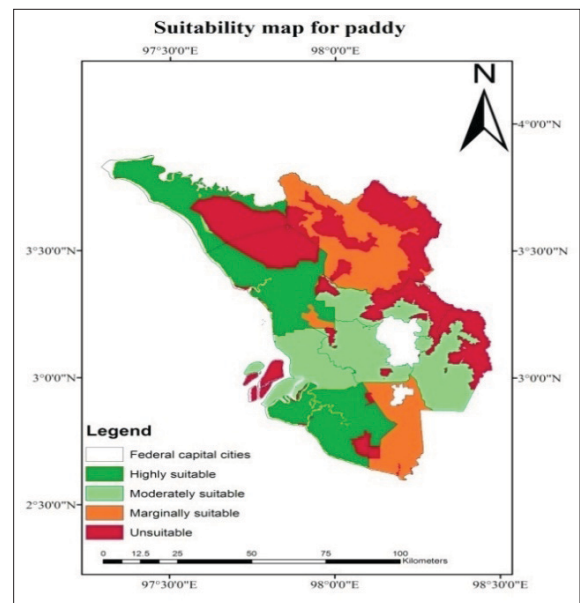 Suitability map for paddy
97°30'0"E 98°0'0"E
N
4°0'0"N
3°30'0"N 3°30'0"N
3°0'0"N 3°0'0"N
Legend
Federal capital cities
Highly suitable
Moderately suitable
2°30'0"N
Marginally suitable
Unsuitable
0 12.5 25 50 75 100
Kilometers
97°30'0"E 98°0'0"E 98°30'0"E